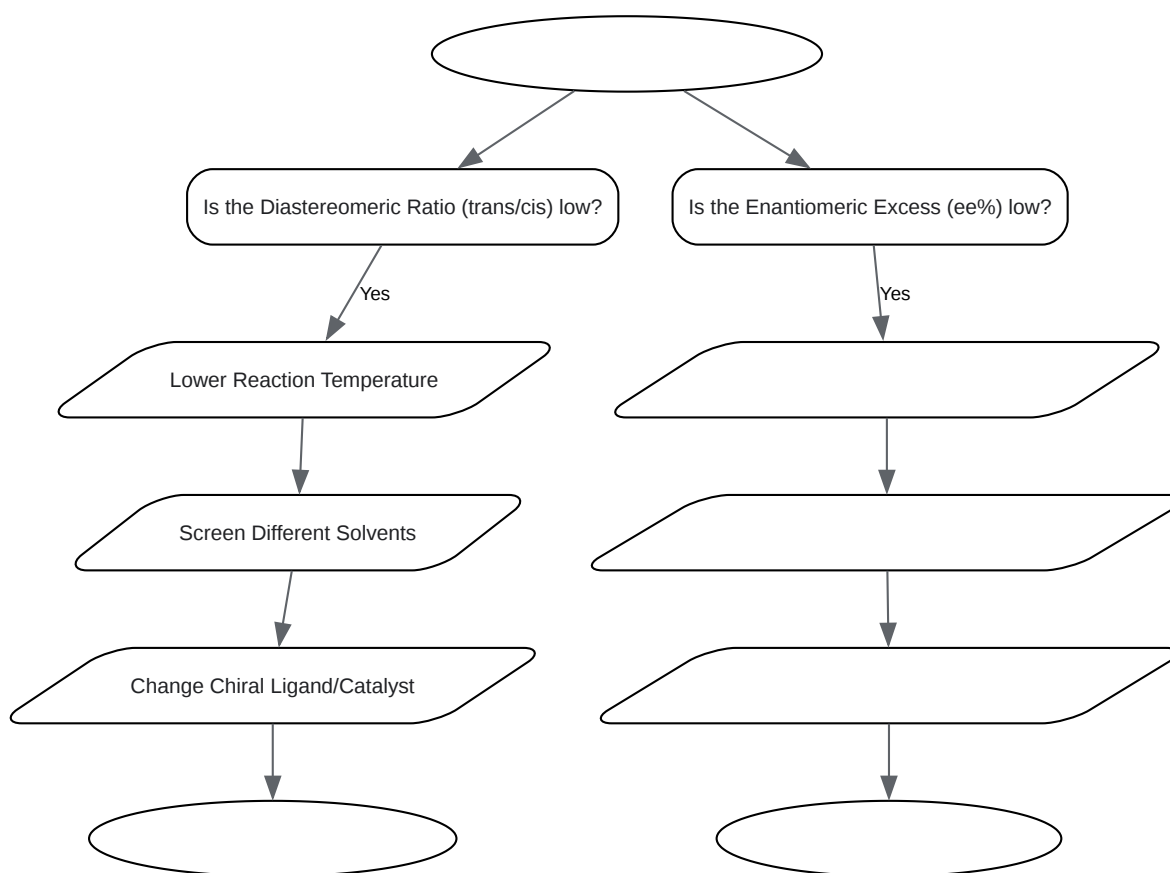 Is the Diastereomeric Ratio (trans/cis) low?
Is the Enantiomeric Excess (ee%) low?
Yes
Yes
Lower Reaction Temperature
Screen Different Solvents
Change Chiral Ligand/Catalyst